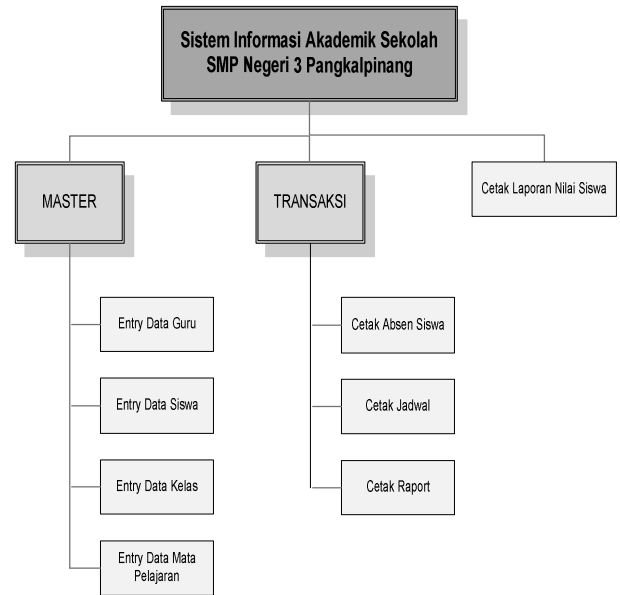 Sistem Informasi Akademik Sekolah
SMP Negeri 3 Pangkalpinang
MASTER
TRANSAKSI
Cetak Laporan Nilai Siswa
Entry Data Guru
Entry Data Siswa
Entry Data Kelas
Entry Data Mata
Pelajaran
Cetak Absen Siswa
Cetak Jadwal
Cetak Raport